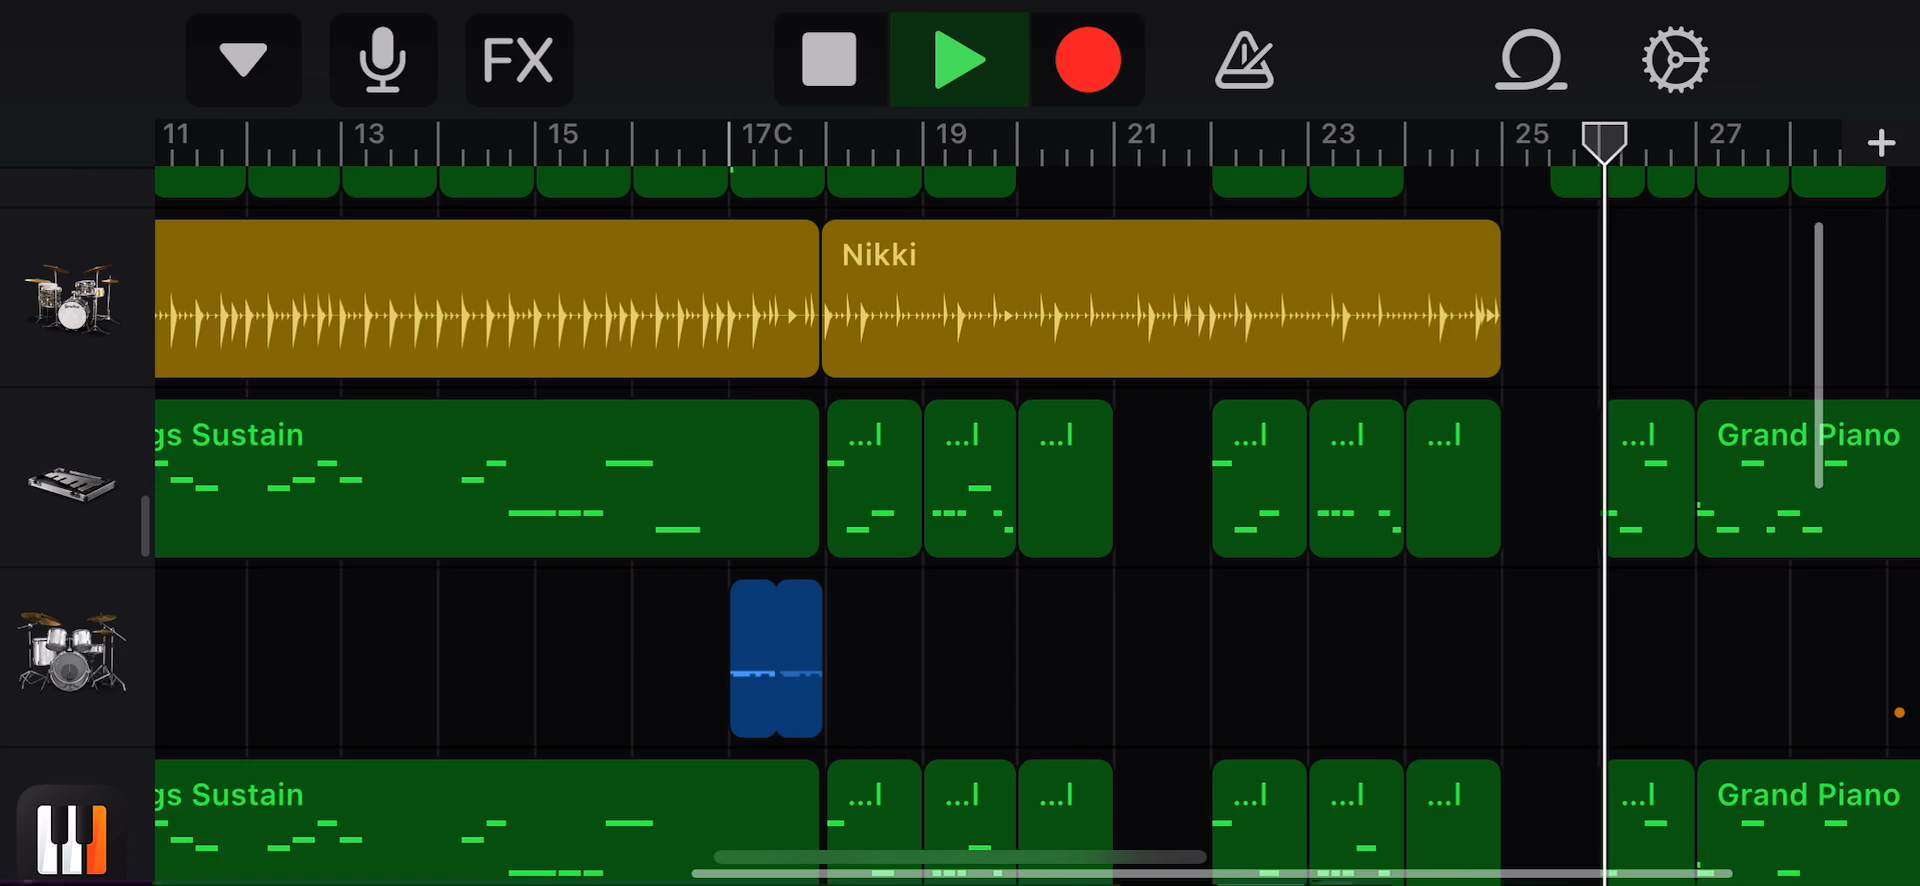 FX
11 13 15 17C 19 21 23 25 27 +
Nikki
gs Sustain ...l ...l ...l ...l ...l ...l ...l Grand Piano
gs Sustain ...l ...l ...l ...l ...l ...l ...l Grand Piano